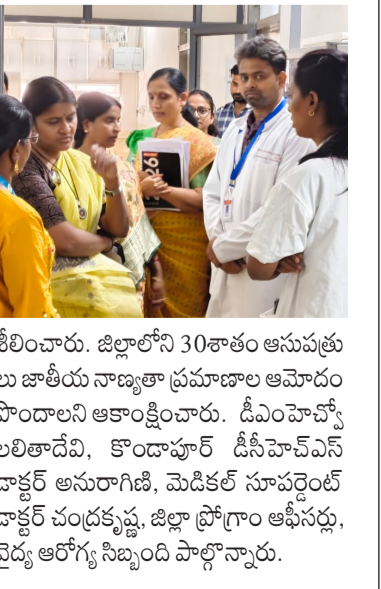 2026
శీలించారు. జిల్లాలోని 30శాతం ఆసుపత్రు
లు జాతీయ నాణ్యతా ప్రమాణాల ఆమోదం
పొందాలని ఆకాంక్షించారు. డీఎంహెచ్వో
లలితాదేవి, కొండాపూర్ డీసీహెచ్ఎస్
డాక్టర్ అనురాగిణి, మెడికల్ సూపర్డెంట్
డాక్టర్ చంద్రకృష్ణ, జిల్లా ప్రోగ్రాం ఆఫీసర్లు,
వైద్య ఆరోగ్య సిబ్బంది పాల్గొన్నారు.